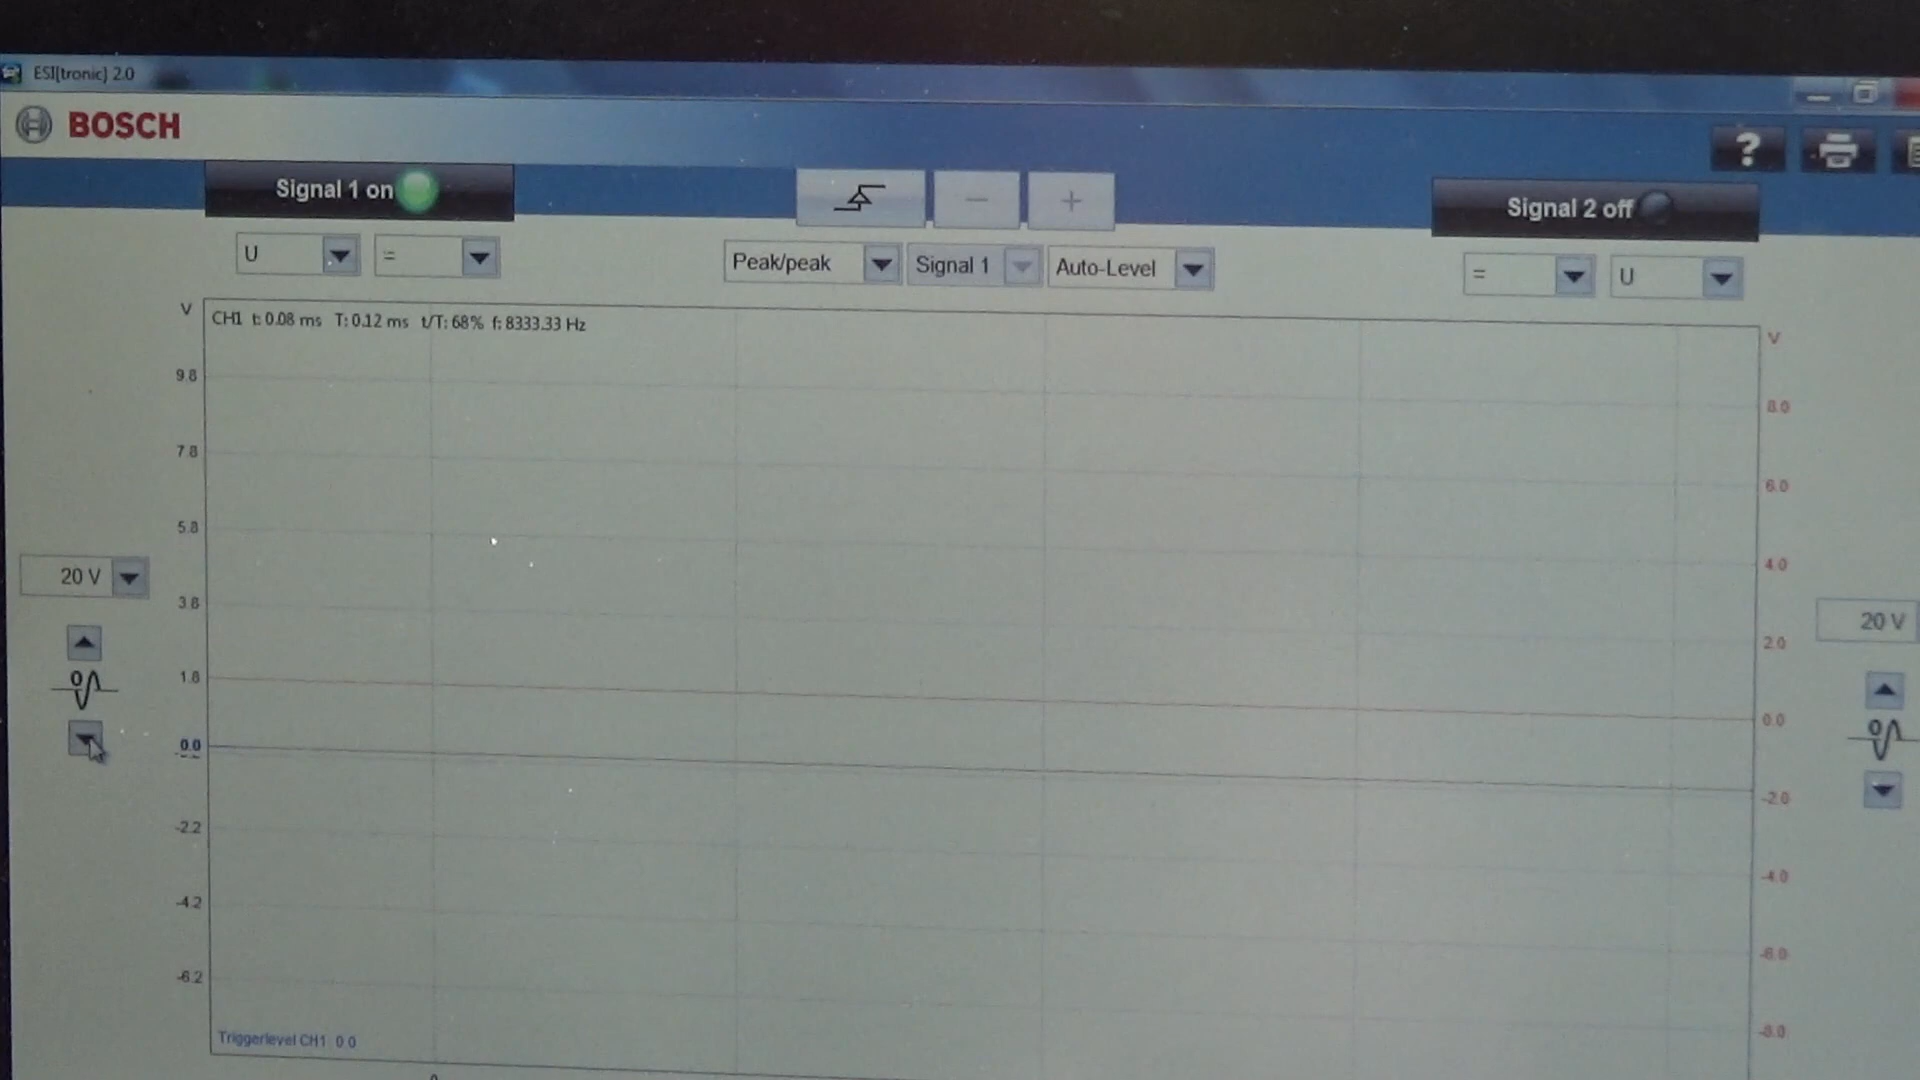 ESI[tronic] 2.0
BOSCH
?
Signal 1 on
Signal 2 off
− +
U =
Peak/peak Signal 1 Auto-Level
= U
V CH1 t: 0.08 ms T: 0.12 ms t/T: 68% f: 8333.33 Hz V
9.8
8.0
7.8
6.0
5.8
4.0
20 V
3.8
20 V
2.0
1.8
0.0
0.0
-2.0
-2.2
-4.0
-4.2
-6.0
-6.2
-8.0
Triggerlevel CH1: 0.0